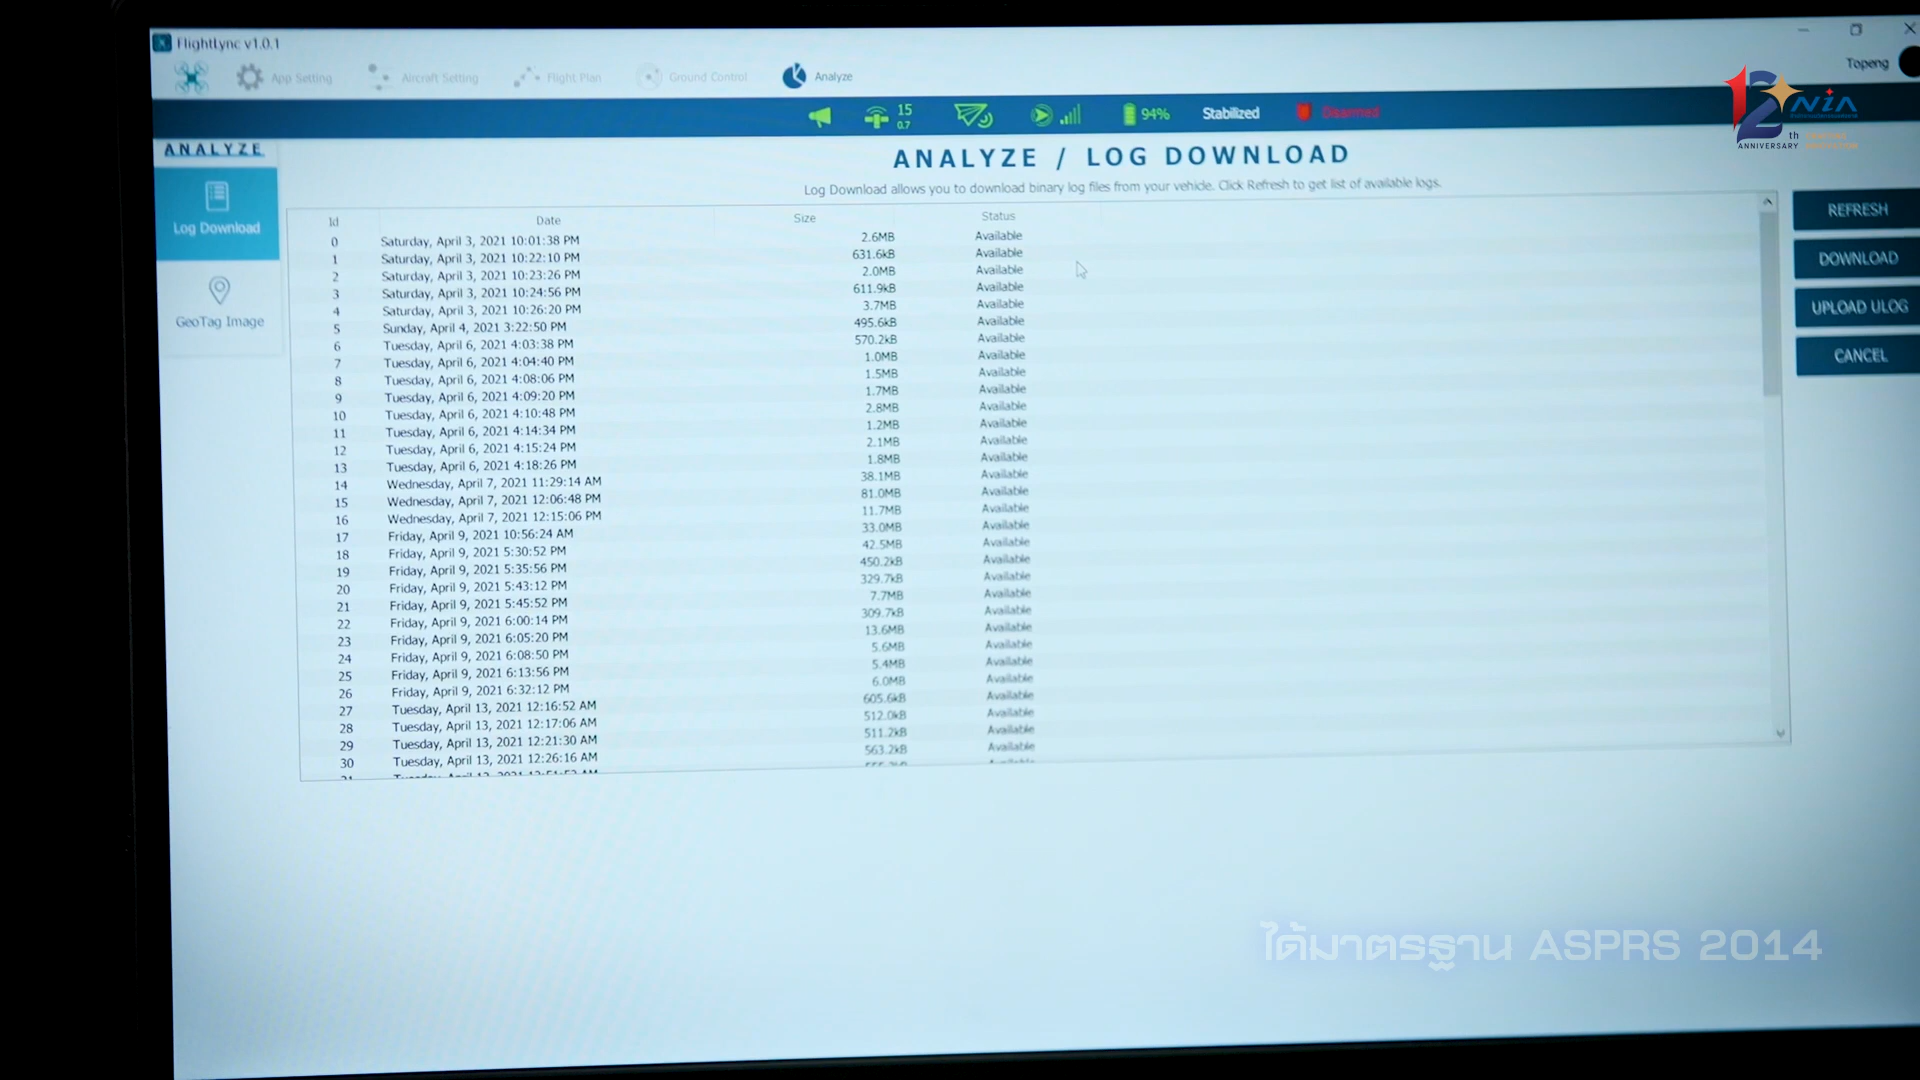 FlightLync v1.0.1
App Setting Aircraft Setting Flight Plan Ground Control Analyze
Topeng
15
0.7
94% Stabilized Disarmed
12 NIA
th
ANNIVERSARY
ANALYZE
Log Download
GeoTag Image
ANALYZE / LOG DOWNLOAD
Log Download allows you to download binary log files from your vehicle. Click Refresh to get list of available logs.
Id Date Size Status
0 Saturday, April 3, 2021 10:01:38 PM 2.6MB Available
1 Saturday, April 3, 2021 10:22:10 PM 631.6kB Available
2 Saturday, April 3, 2021 10:23:26 PM 2.0MB Available
3 Saturday, April 3, 2021 10:24:56 PM 611.9kB Available
4 Saturday, April 3, 2021 10:26:20 PM 3.7MB Available
5 Sunday, April 4, 2021 3:22:50 PM 495.6kB Available
6 Tuesday, April 6, 2021 4:03:38 PM 570.2kB Available
7 Tuesday, April 6, 2021 4:04:40 PM 1.0MB Available
8 Tuesday, April 6, 2021 4:08:06 PM 1.5MB Available
9 Tuesday, April 6, 2021 4:09:20 PM 1.7MB Available
10 Tuesday, April 6, 2021 4:10:48 PM 2.8MB Available
11 Tuesday, April 6, 2021 4:14:34 PM 1.2MB Available
12 Tuesday, April 6, 2021 4:15:24 PM 2.1MB Available
13 Tuesday, April 6, 2021 4:18:26 PM 1.8MB Available
14 Wednesday, April 7, 2021 11:29:14 AM 38.1MB Available
15 Wednesday, April 7, 2021 12:06:48 PM 81.0MB Available
16 Wednesday, April 7, 2021 12:15:06 PM 11.7MB Available
17 Friday, April 9, 2021 10:56:24 AM 33.0MB Available
18 Friday, April 9, 2021 5:30:52 PM 42.5MB Available
19 Friday, April 9, 2021 5:35:56 PM 450.2kB Available
20 Friday, April 9, 2021 5:43:12 PM 329.7kB Available
21 Friday, April 9, 2021 5:45:52 PM 7.7MB Available
22 Friday, April 9, 2021 6:00:14 PM 309.7kB Available
23 Friday, April 9, 2021 6:05:20 PM 13.6MB Available
24 Friday, April 9, 2021 6:08:50 PM 5.6MB Available
25 Friday, April 9, 2021 6:13:56 PM 5.4MB Available
26 Friday, April 9, 2021 6:32:12 PM 6.0MB Available
27 Tuesday, April 13, 2021 12:16:52 AM 605.6kB Available
28 Tuesday, April 13, 2021 12:17:06 AM 512.0kB Available
29 Tuesday, April 13, 2021 12:21:30 AM 511.2kB Available
30 Tuesday, April 13, 2021 12:26:16 AM 563.2kB Available
REFRESH
DOWNLOAD
UPLOAD ULOG
CANCEL
ได้มาตรฐาน ASPRS 2014